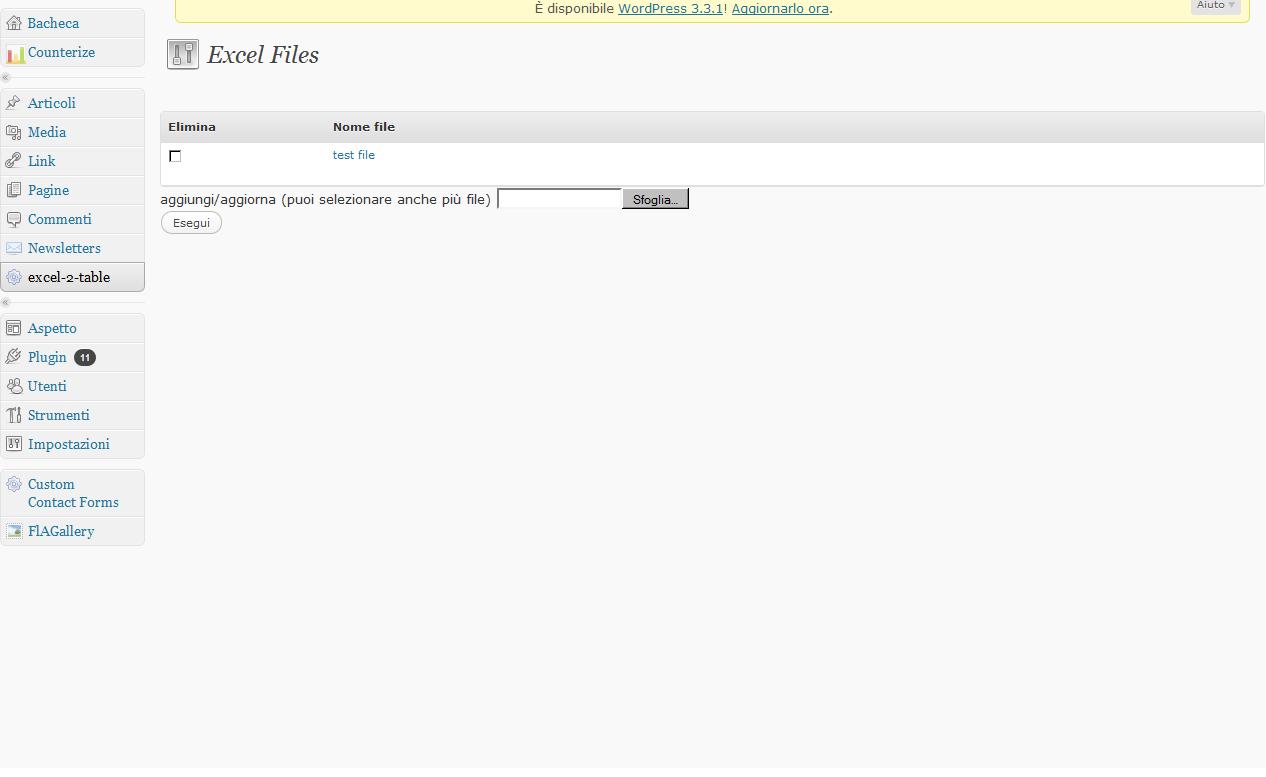 È disponibile WordPress 3.3.1! Aggiornarlo ora.
Aiuto
Bacheca
Counterize
Articoli
Media
Link
Pagine
Commenti
Newsletters
excel-2-table
Aspetto
Plugin 11
Utenti
Strumenti
Impostazioni
Custom
Contact Forms
FlAGallery
Excel Files
Elimina Nome file
test file
aggiungi/aggiorna (puoi selezionare anche più file) Sfoglia...
Esegui